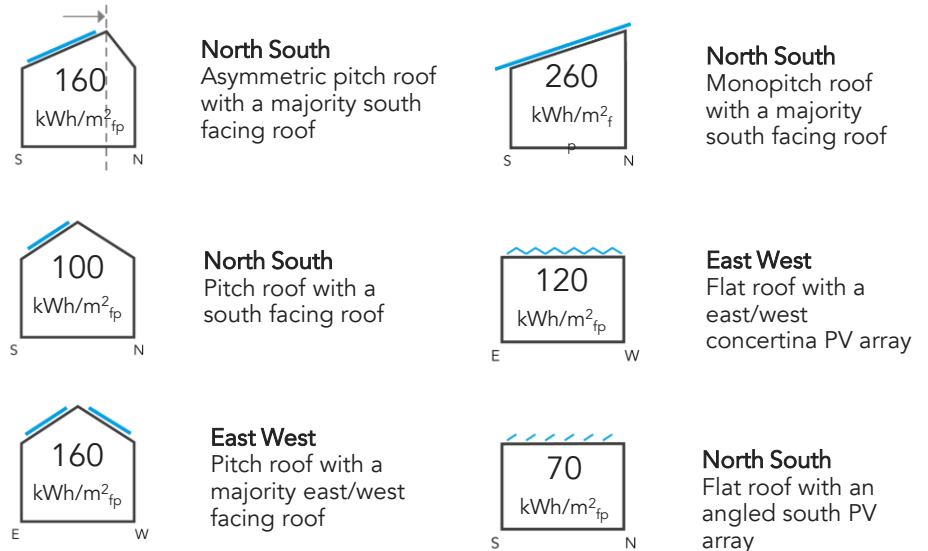 160
kWh/m²fp
S N
North South
Asymmetric pitch roof
with a majority south
facing roof
260
kWh/m²f
p
S N
North South
Monopitch roof
with a majority
south facing roof
100
kWh/m²fp
S N
North South
Pitch roof with a
south facing roof
120
kWh/m²fp
E W
East West
Flat roof with a
east/west
concertina PV array
160
kWh/m²fp
E W
East West
Pitch roof with a
majority east/west
facing roof
70
kWh/m²fp
S N
North South
Flat roof with an
angled south PV
array